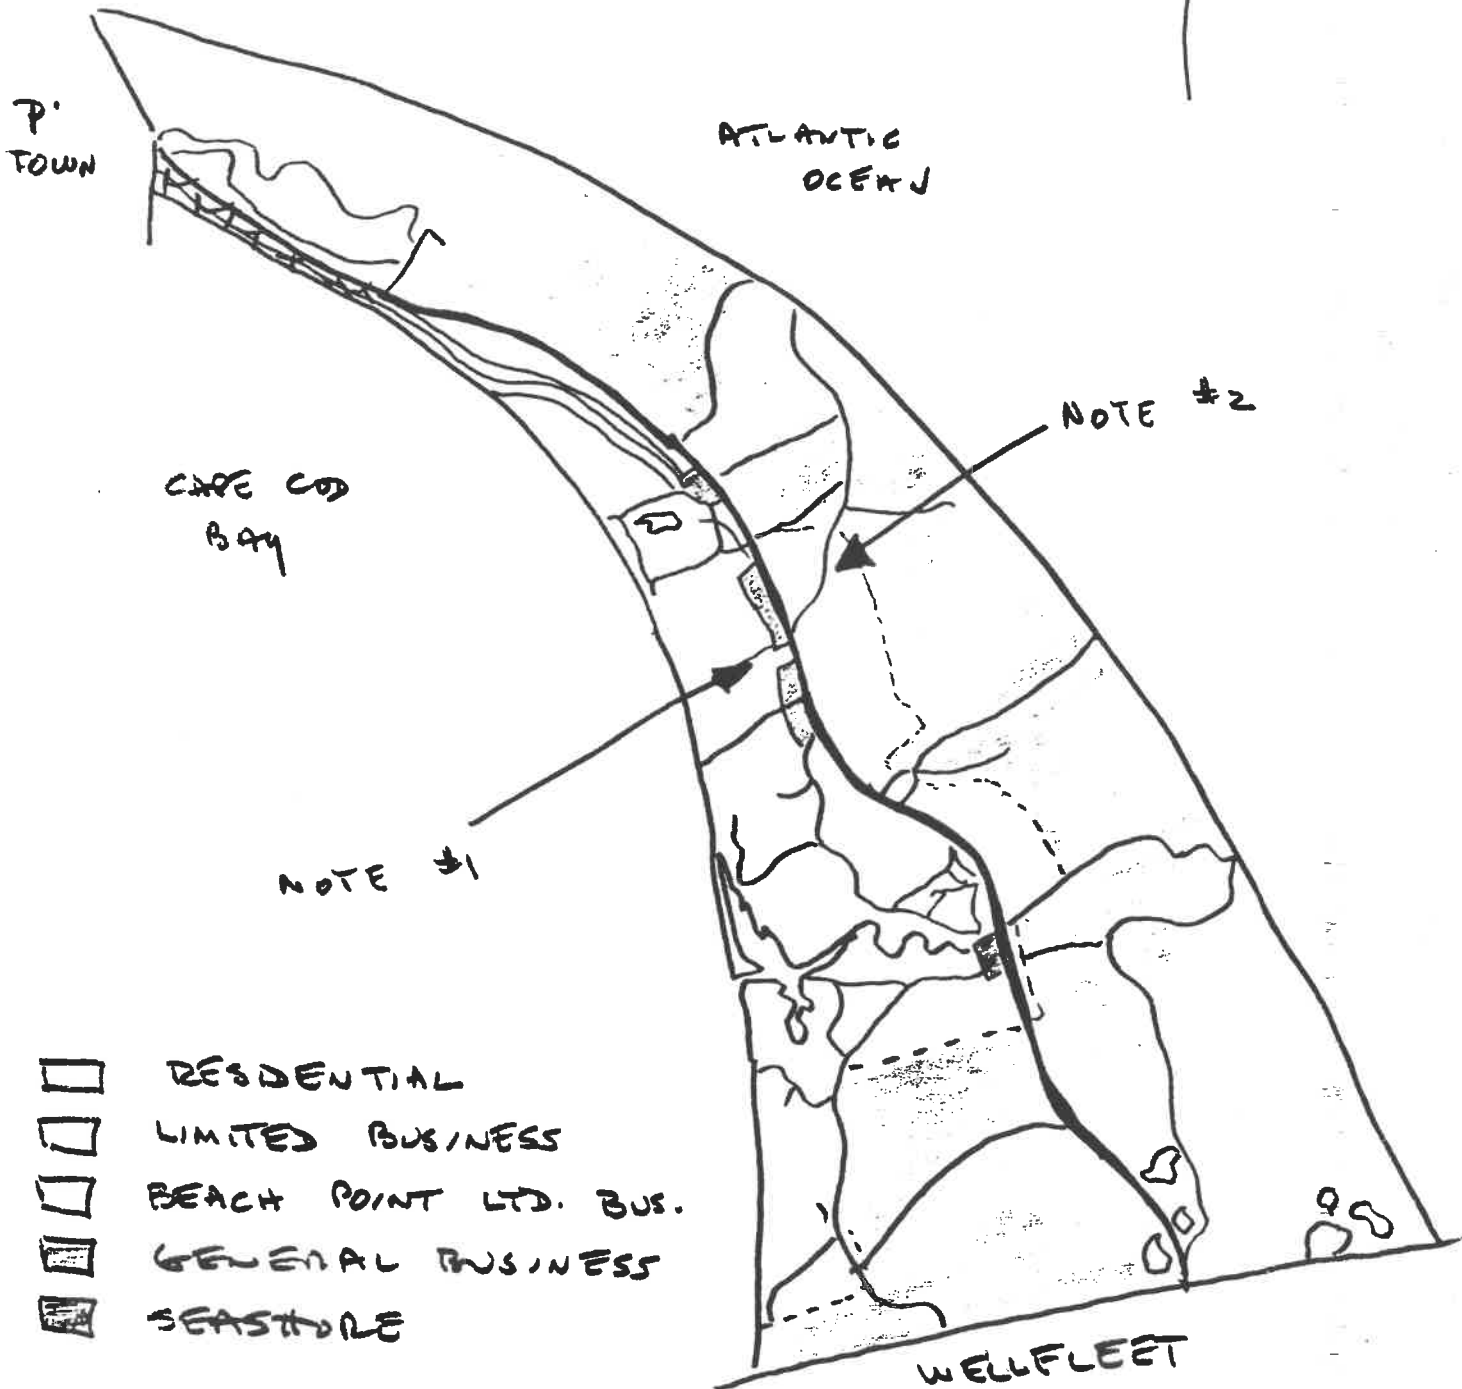 P'
TOWN
ATLANTIC
OCEAN
NOTE #2
CAPE COD
BAY
NOTE #1
RESDENTIAL
LIMITED BUSINESS
BEACH POINT LTD. BUS.
GENERAL BUSINESS
SEASHORE
WELLFLEET